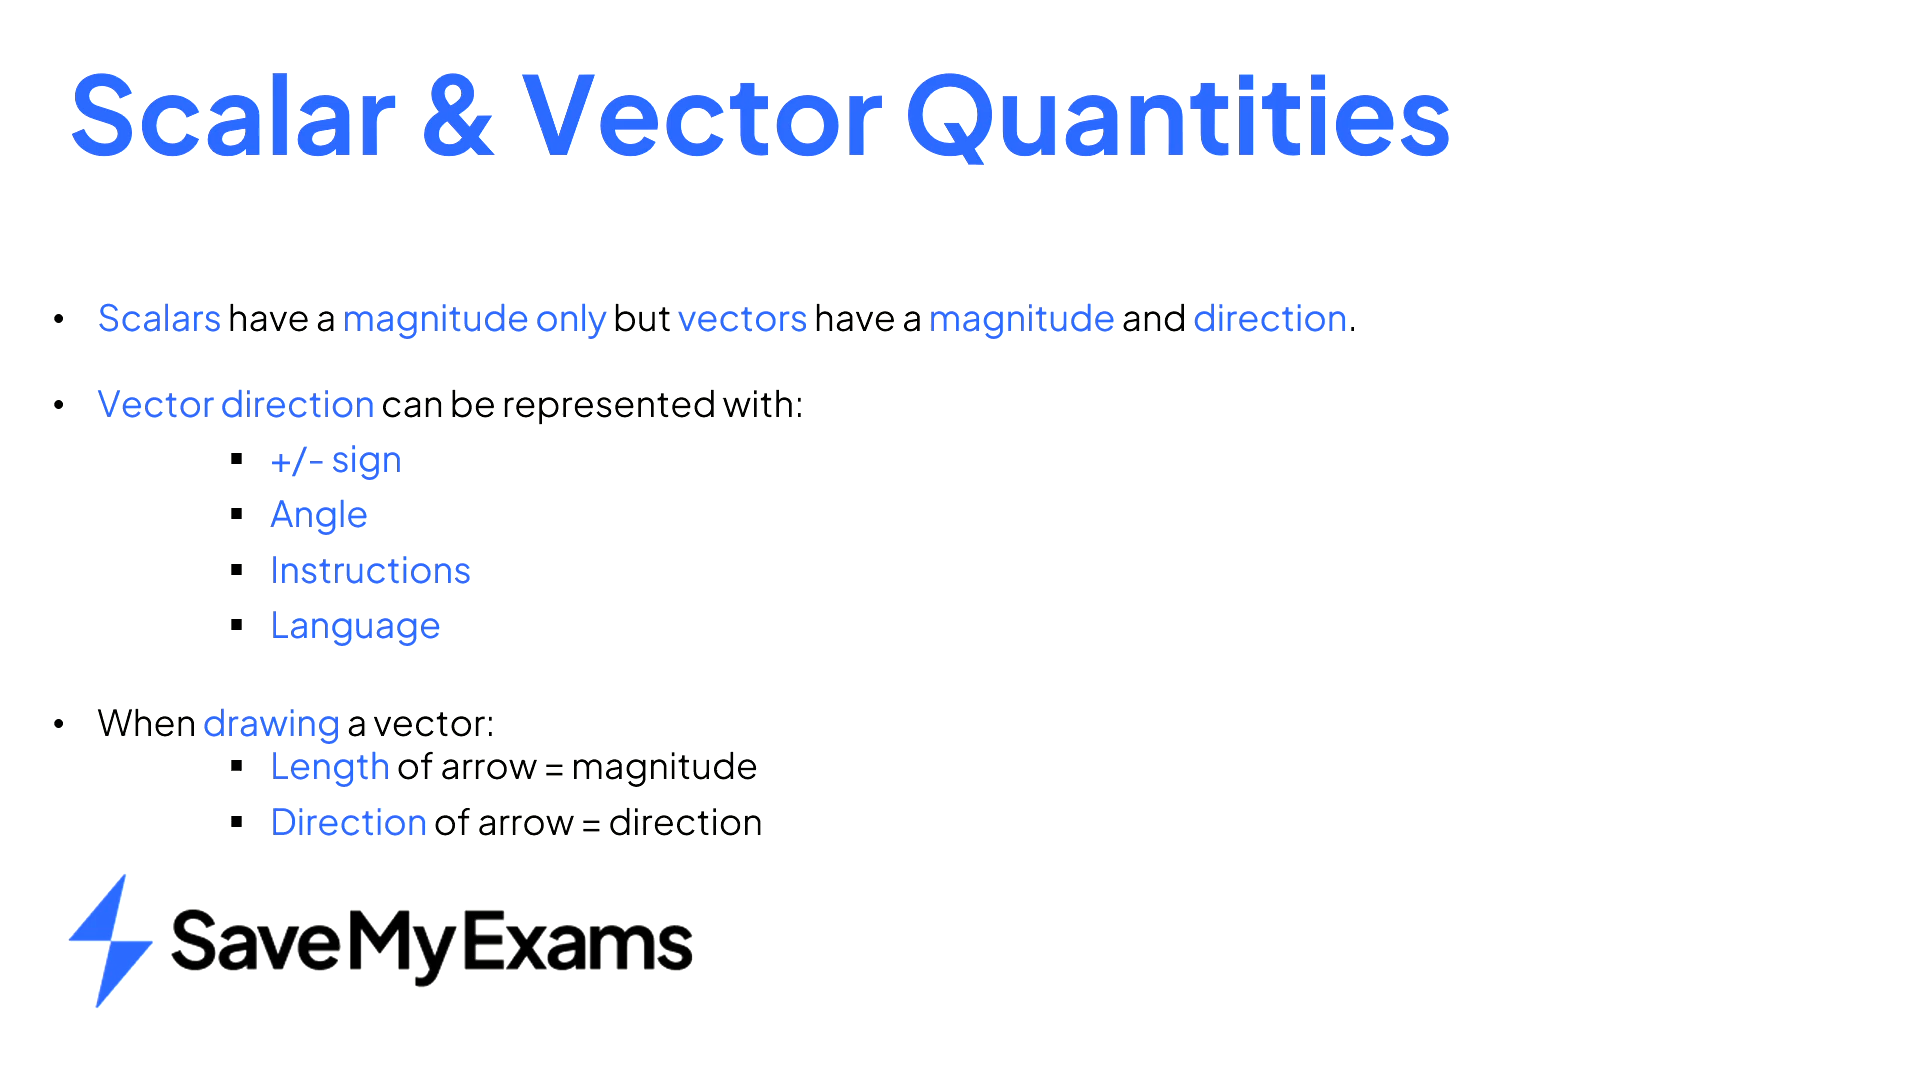 Scalar & Vector Quantities
• Scalars have a magnitude only but vectors have a magnitude and direction.
• Vector direction can be represented with:
▪ +/- sign
▪ Angle
▪ Instructions
▪ Language
• When drawing a vector:
▪ Length of arrow = magnitude
▪ Direction of arrow = direction
SaveMyExams